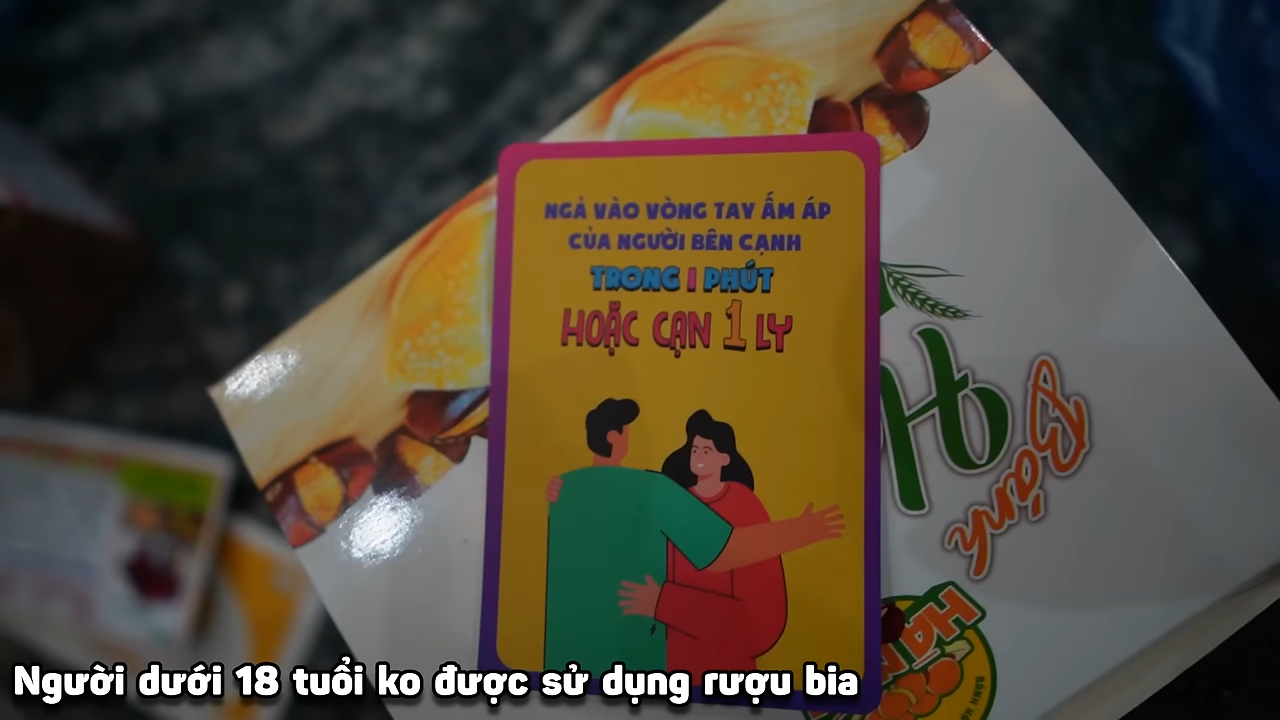 NGẢ VÀO VÒNG TAY ẤM ÁP
CỦA NGƯỜI BÊN CẠNH
TRONG 1 PHÚT
HOẶC CẠN 1 LY
Bánh
Người dưới 18 tuổi ko được sử dụng rượu bia